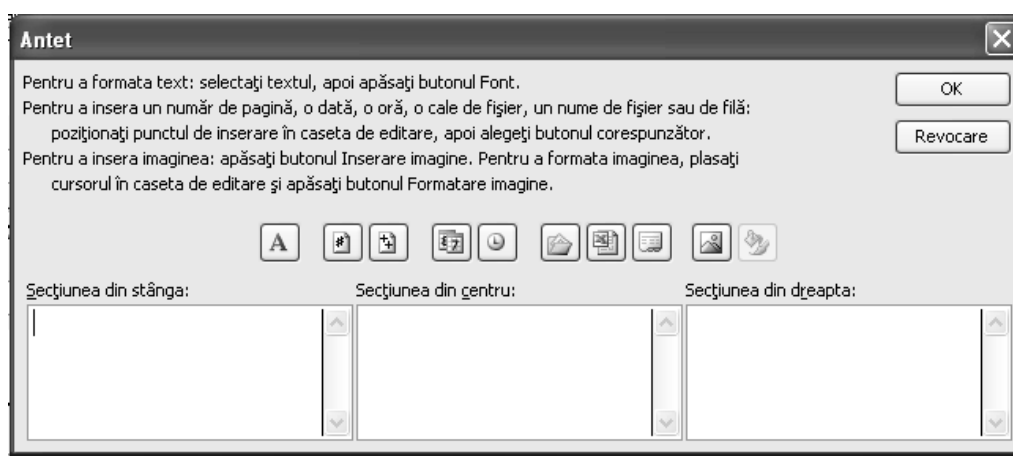 Antet
Pentru a formata text: selectaţi textul, apoi apăsaţi butonul Font.
Pentru a insera un număr de pagină, o dată, o oră, o cale de fişier, un nume de fişier sau de filă:
poziţionaţi punctul de inserare în caseta de editare, apoi alegeţi butonul corespunzător.
Pentru a insera imaginea: apăsaţi butonul Inserare imagine. Pentru a formata imaginea, plasaţi
cursorul în caseta de editare şi apăsaţi butonul Formatare imagine.
OK
Revocare
A
Secţiunea din stânga:
Secţiunea din centru:
Secţiunea din dreapta: